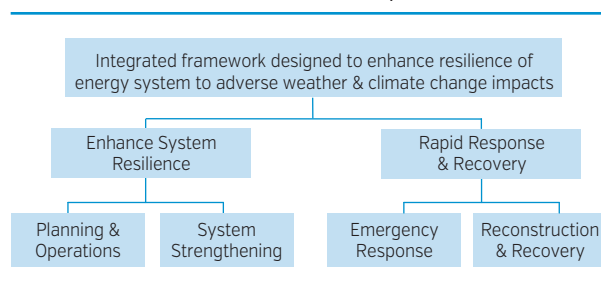 Integrated framework designed to enhance resilience of
energy system to adverse weather & climate change impacts
Enhance System
Resilience
Rapid Response
& Recovery
Planning &
Operations
System
Strengthening
Emergency
Response
Reconstruction
& Recovery